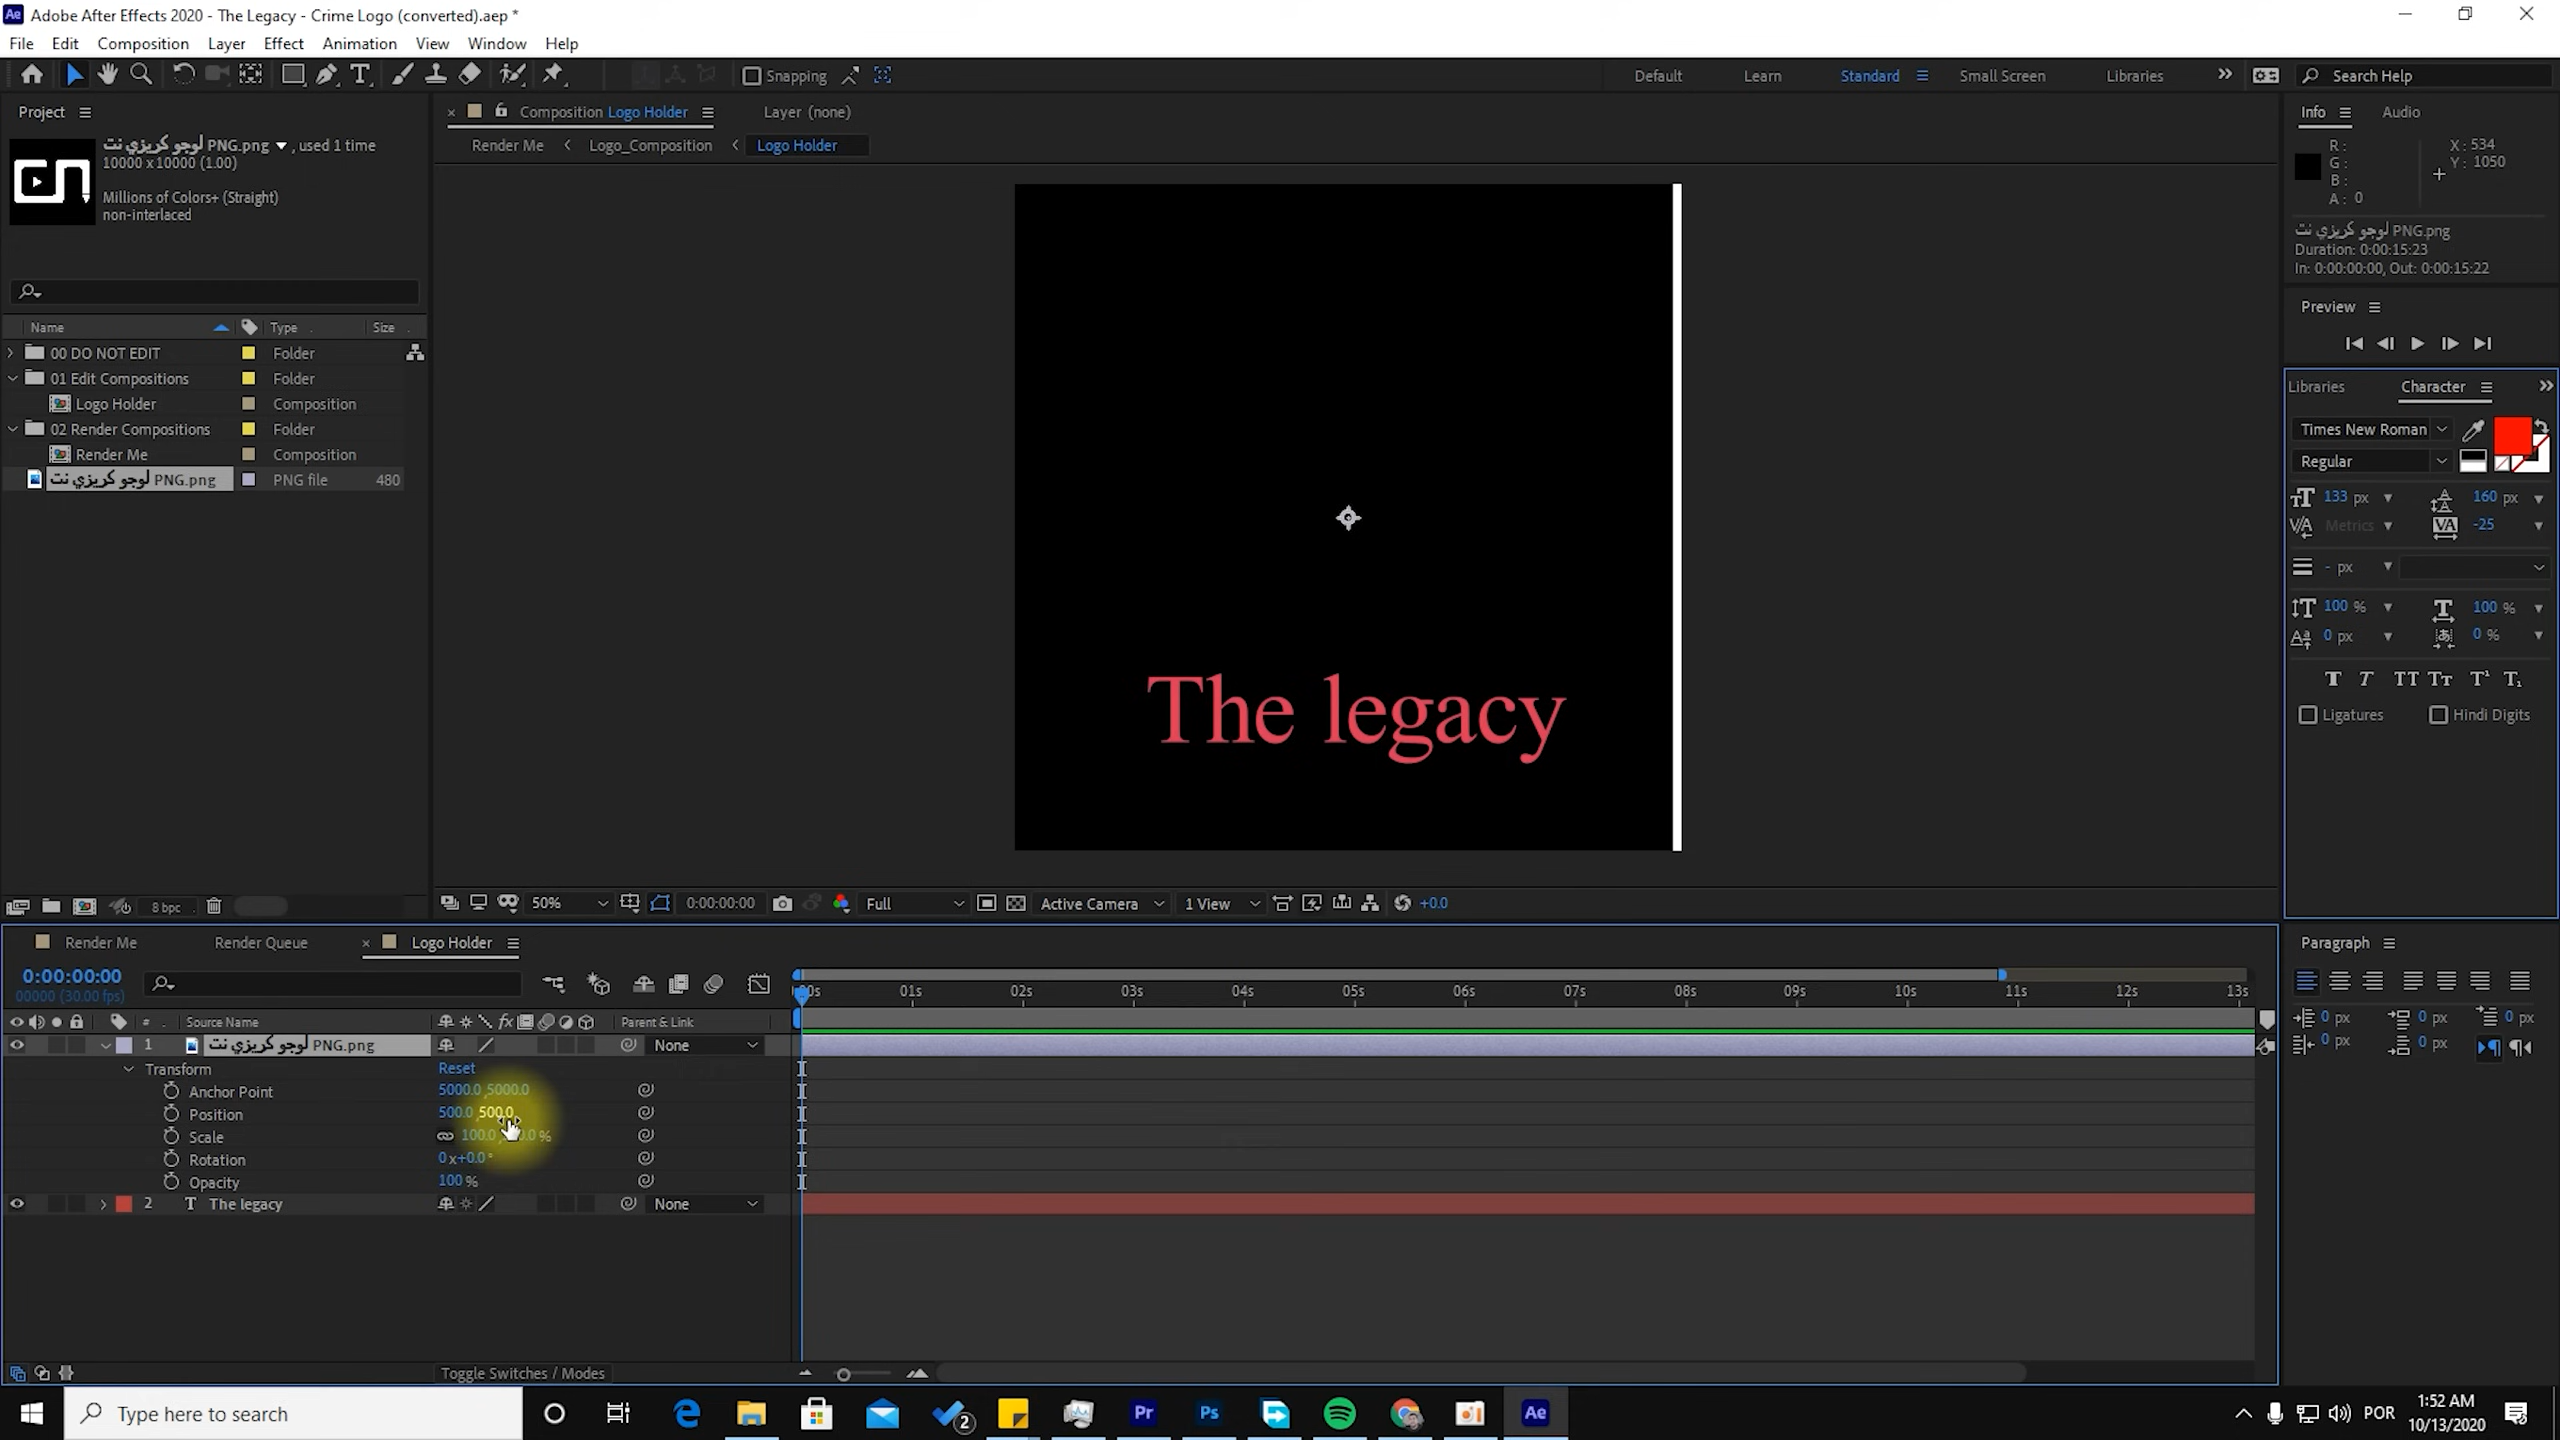 Adobe After Effects 2020 - The Legacy - Crime Logo (converted).aep *
File Edit Composition Layer Effect Animation View Window Help
Snapping Default Learn Standard Small Screen Libraries Search Help
Project
لوجو كريزي نت PNG.png , used 1 time
10000 x 10000 (1.00)
Millions of Colors+ (Straight)
non-interlaced
Name Type Size
00 DO NOT EDIT Folder
01 Edit Compositions Folder
Logo Holder Composition
02 Render Compositions Folder
Render Me Composition
لوجو كريزي نت PNG.png PNG file 480
8 bpc
Composition Logo Holder Layer (none)
Render Me Logo_Composition Logo Holder
The legacy
50% 0:00:00:00 Full Active Camera 1 View +0.0
Info Audio
R : X : 534
G : Y : 1050
B :
A : 0
لوجو كريزي نت PNG.png
Duration: 0:00:15:23
In: 0:00:00:00, Out: 0:00:15:22
Preview
Libraries Character
Times New Roman
Regular
133 px 160 px
Metrics -25
- px
100 % 100 %
0 px 0 %
Ligatures Hindi Digits
Paragraph
0 px 0 px 0 px
0 px 0 px
Render Me Render Queue Logo Holder
0:00:00:00
00000 (30.00 fps)
01s 02s 03s 04s 05s 06s 07s 08s 09s 10s 11s 12s 13s
# Source Name Parent & Link
1 لوجو كريزي نت PNG.png None
Transform Reset
Anchor Point 5000.0 ,5000.0
Position 500.0 ,500.0
Scale 100.0
Rotation 0 x+0.0 °
Opacity 100 %
2 The legacy None
Toggle Switches / Modes
Type here to search
2 Pr Ps Ae
POR
1:52 AM
10/13/2020